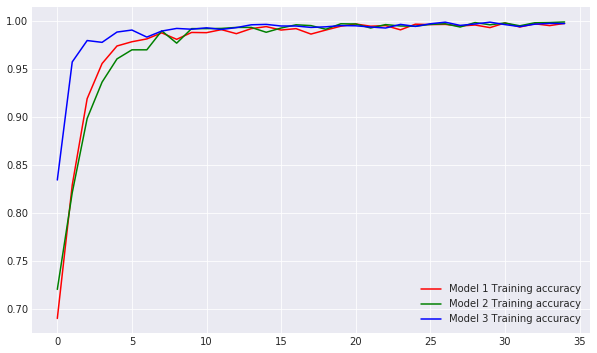 1.00
0.95
0.90
0.85
0.80
0.75
0.70
Model 1 Training accuracy
Model 2 Training accuracy
Model 3 Training accuracy
0 5 10 15 20 25 30 35